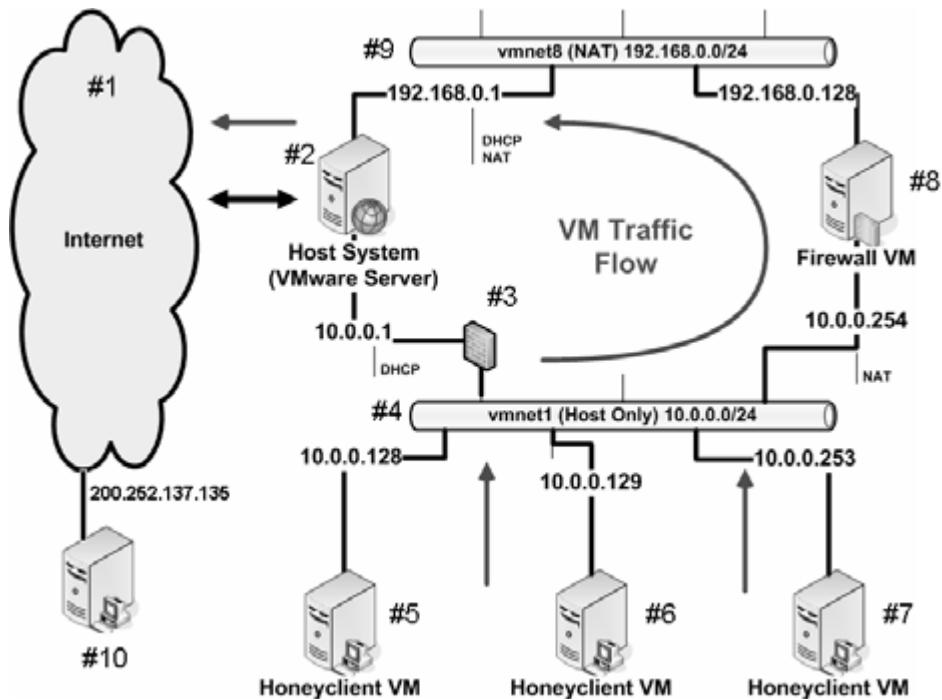 #9
vmnet8 (NAT) 192.168.0.0/24
#1
192.168.0.1
192.168.0.128
DHCP
NAT
#2
#8
Internet
Host System
(VMware Server)
VM Traffic
Flow
Firewall VM
#3
10.0.0.1
10.0.0.254
DHCP
NAT
#4
vmnet1 (Host Only) 10.0.0.0/24
10.0.0.128
10.0.0.129
10.0.0.253
200.252.137.135
#5
#6
#7
#10
Honeyclient VM
Honeyclient VM
Honeyclient VM